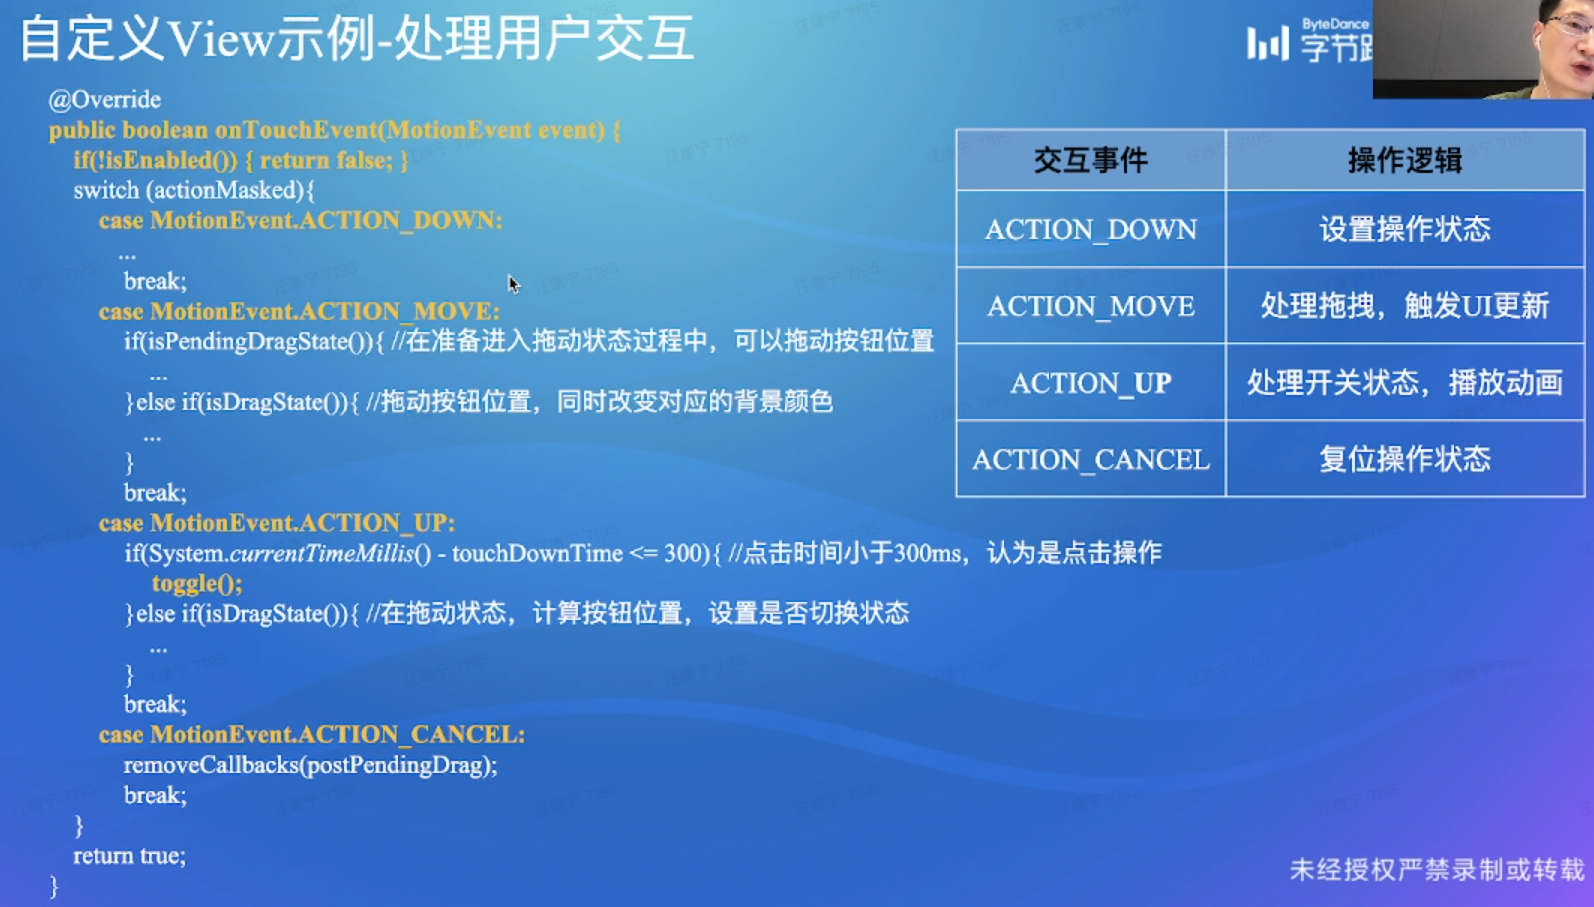 自定义View示例-处理用户交互
ByteDance
字节
@Override
public boolean onTouchEvent(MotionEvent event) {
if(!isEnabled()) { return false; }
switch (actionMasked){
case MotionEvent.ACTION_DOWN:
...
break;
case MotionEvent.ACTION_MOVE:
if(isPendingDragState()){ //在准备进入拖动状态过程中，可以拖动按钮位置
...
}else if(isDragState()){ //拖动按钮位置，同时改变对应的背景颜色
...
}
break;
case MotionEvent.ACTION_UP:
if(System.currentTimeMillis() - touchDownTime <= 300){ //点击时间小于300ms，认为是点击操作
toggle();
}else if(isDragState()){ //在拖动状态，计算按钮位置，设置是否切换状态
...
}
break;
case MotionEvent.ACTION_CANCEL:
removeCallbacks(postPendingDrag);
break;
}
return true;
}
交互事件 操作逻辑
ACTION_DOWN 设置操作状态
ACTION_MOVE 处理拖拽，触发UI更新
ACTION_UP 处理开关状态，播放动画
ACTION_CANCEL 复位操作状态
未经授权严禁录制或转载